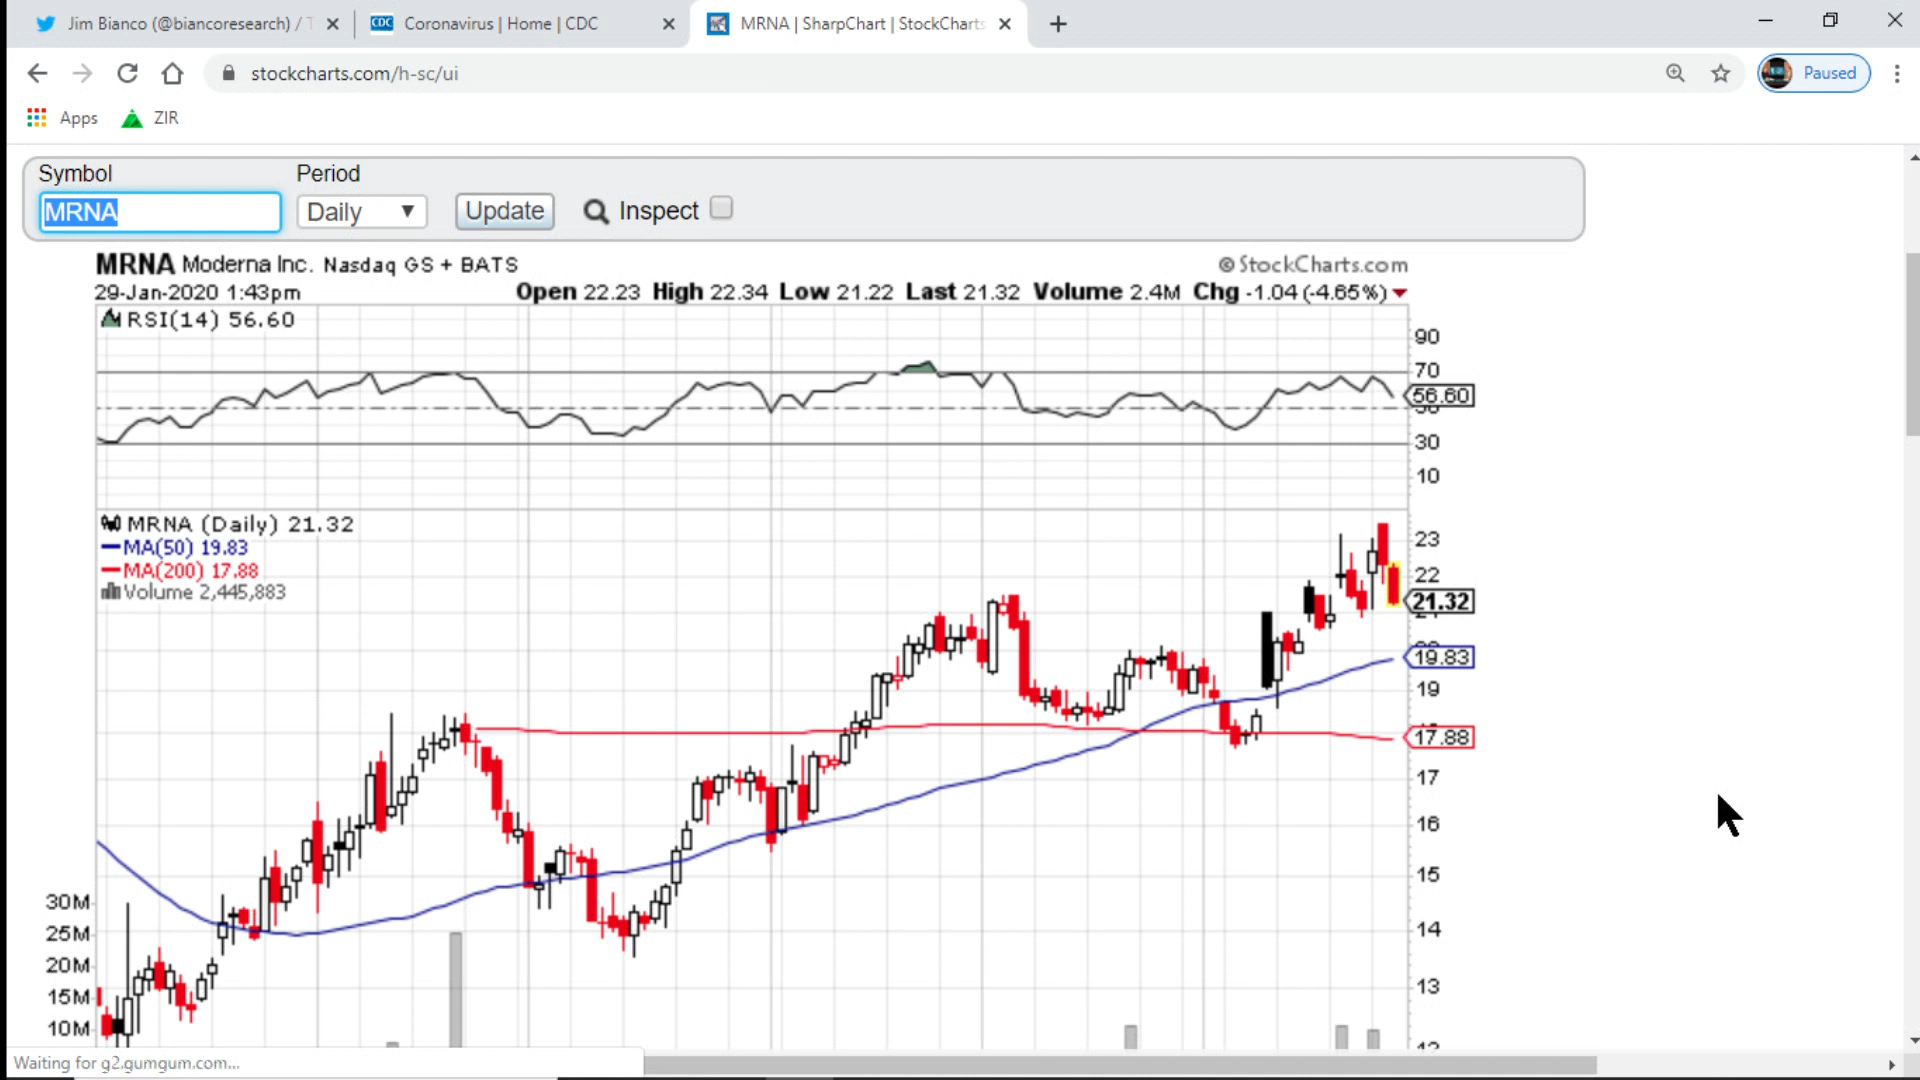 Jim Bianco (@biancoresearch) / T
CDC Coronavirus | Home | CDC
MRNA | SharpChart | StockCharts
stockcharts.com/h-sc/ui
Paused
Apps
ZIR
Symbol
Period
MRNA
Daily
Update
Inspect
MRNA Moderna Inc. Nasdaq GS + BATS
© StockCharts.com
29-Jan-2020 1:43pm
Open 22.23 High 22.34 Low 21.22 Last 21.32 Volume 2.4M Chg -1.04 (-4.65%)
RSI(14) 56.60
90
70
56.60
30
10
MRNA (Daily) 21.32
MA(50) 19.83
MA(200) 17.88
Volume 2,445,883
23
22
21.32
19.83
19
17.88
17
16
15
14
13
30M
25M
20M
15M
10M
Waiting for g2.gumgum.com...